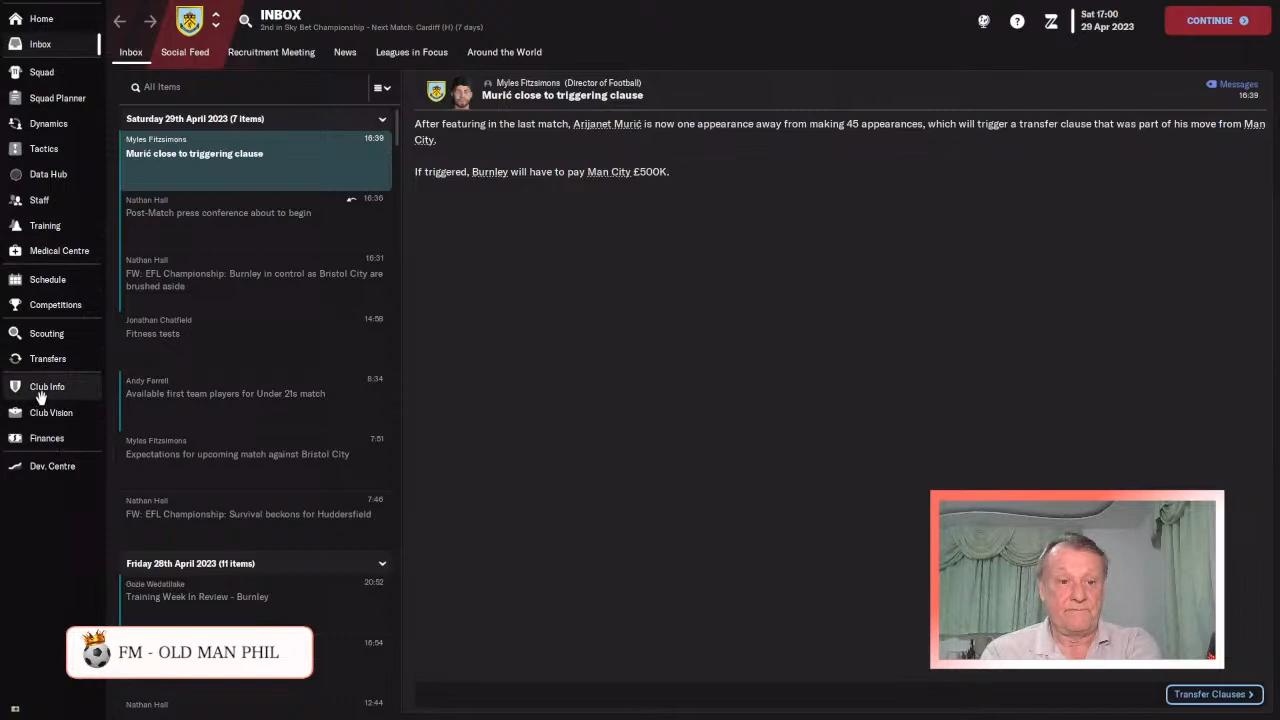 Home
Inbox
Squad
Squad Planner
Dynamics
Tactics
Data Hub
Staff
Training
Medical Centre
Schedule
Competitions
Scouting
Transfers
Club Info
Club Vision
Finances
Dev. Centre
INBOX
2nd in Sky Bet Championship - Next Match: Cardiff (H) (7 days)
Sat 17:00
29 Apr 2023
CONTINUE
Inbox Social Feed Recruitment Meeting News Leagues in Focus Around the World
All Items
Saturday 29th April 2023 (7 items)
Myles Fitzsimons 16:39
Murić close to triggering clause
Nathan Hall 16:36
Post-Match press conference about to begin
Nathan Hall 16:31
FW: EFL Championship: Burnley in control as Bristol City are
brushed aside
Jonathan Chatfield 14:58
Fitness tests
Andy Farrell 8:34
Available first team players for Under 21s match
Myles Fitzsimons 7:51
Expectations for upcoming match against Bristol City
Nathan Hall 7:46
FW: EFL Championship: Survival beckons for Huddersfield
Friday 28th April 2023 (11 items)
Gozie Wedatilake 20:52
Training Week In Review - Burnley
16:54
Nathan Hall 12:44
Myles Fitzsimons (Director of Football)
Murić close to triggering clause
Messages
16:39
After featuring in the last match, Arijanet Murić is now one appearance away from making 45 appearances, which will trigger a transfer clause that was part of his move from Man
City.
If triggered, Burnley will have to pay Man City £500K.
FM - OLD MAN PHIL
Transfer Clauses